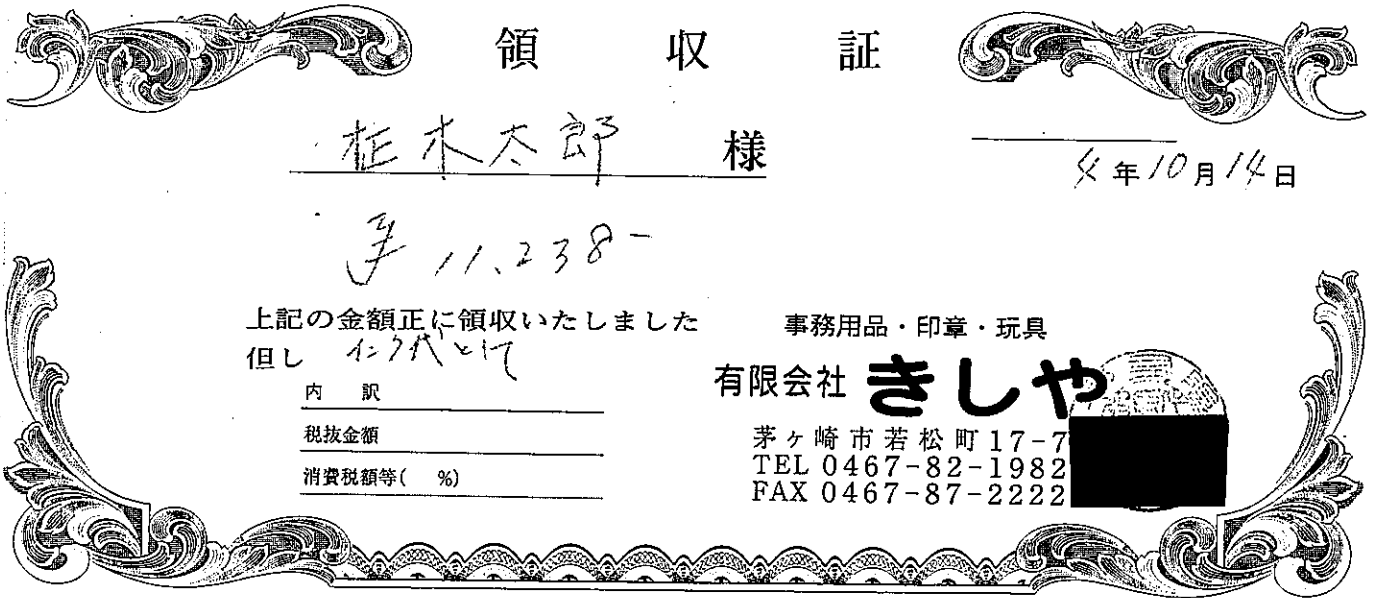 領収証
柾木太郎 様
4年10月14日
¥11,238-
上記の金額正に領収いたしました
但し インク代として
内訳
税抜金額
消費税額等( %)
事務用品・印章・玩具
有限会社 きしや
茅ヶ崎市若松町17-7
TEL 0467-82-1982
FAX 0467-87-2222